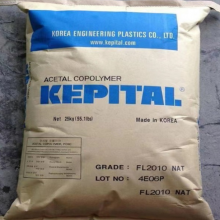 KOREA ENGINEERING PLASTICS CO., LTD.
www.kepital.com
ACETAL COPOLYMER
KEPITAL®
Net 25kg (55.1lbs)
Made in KOREA
GRADE : FL2010 NAT
LOT NO : 4E06P
FL2010 NAT